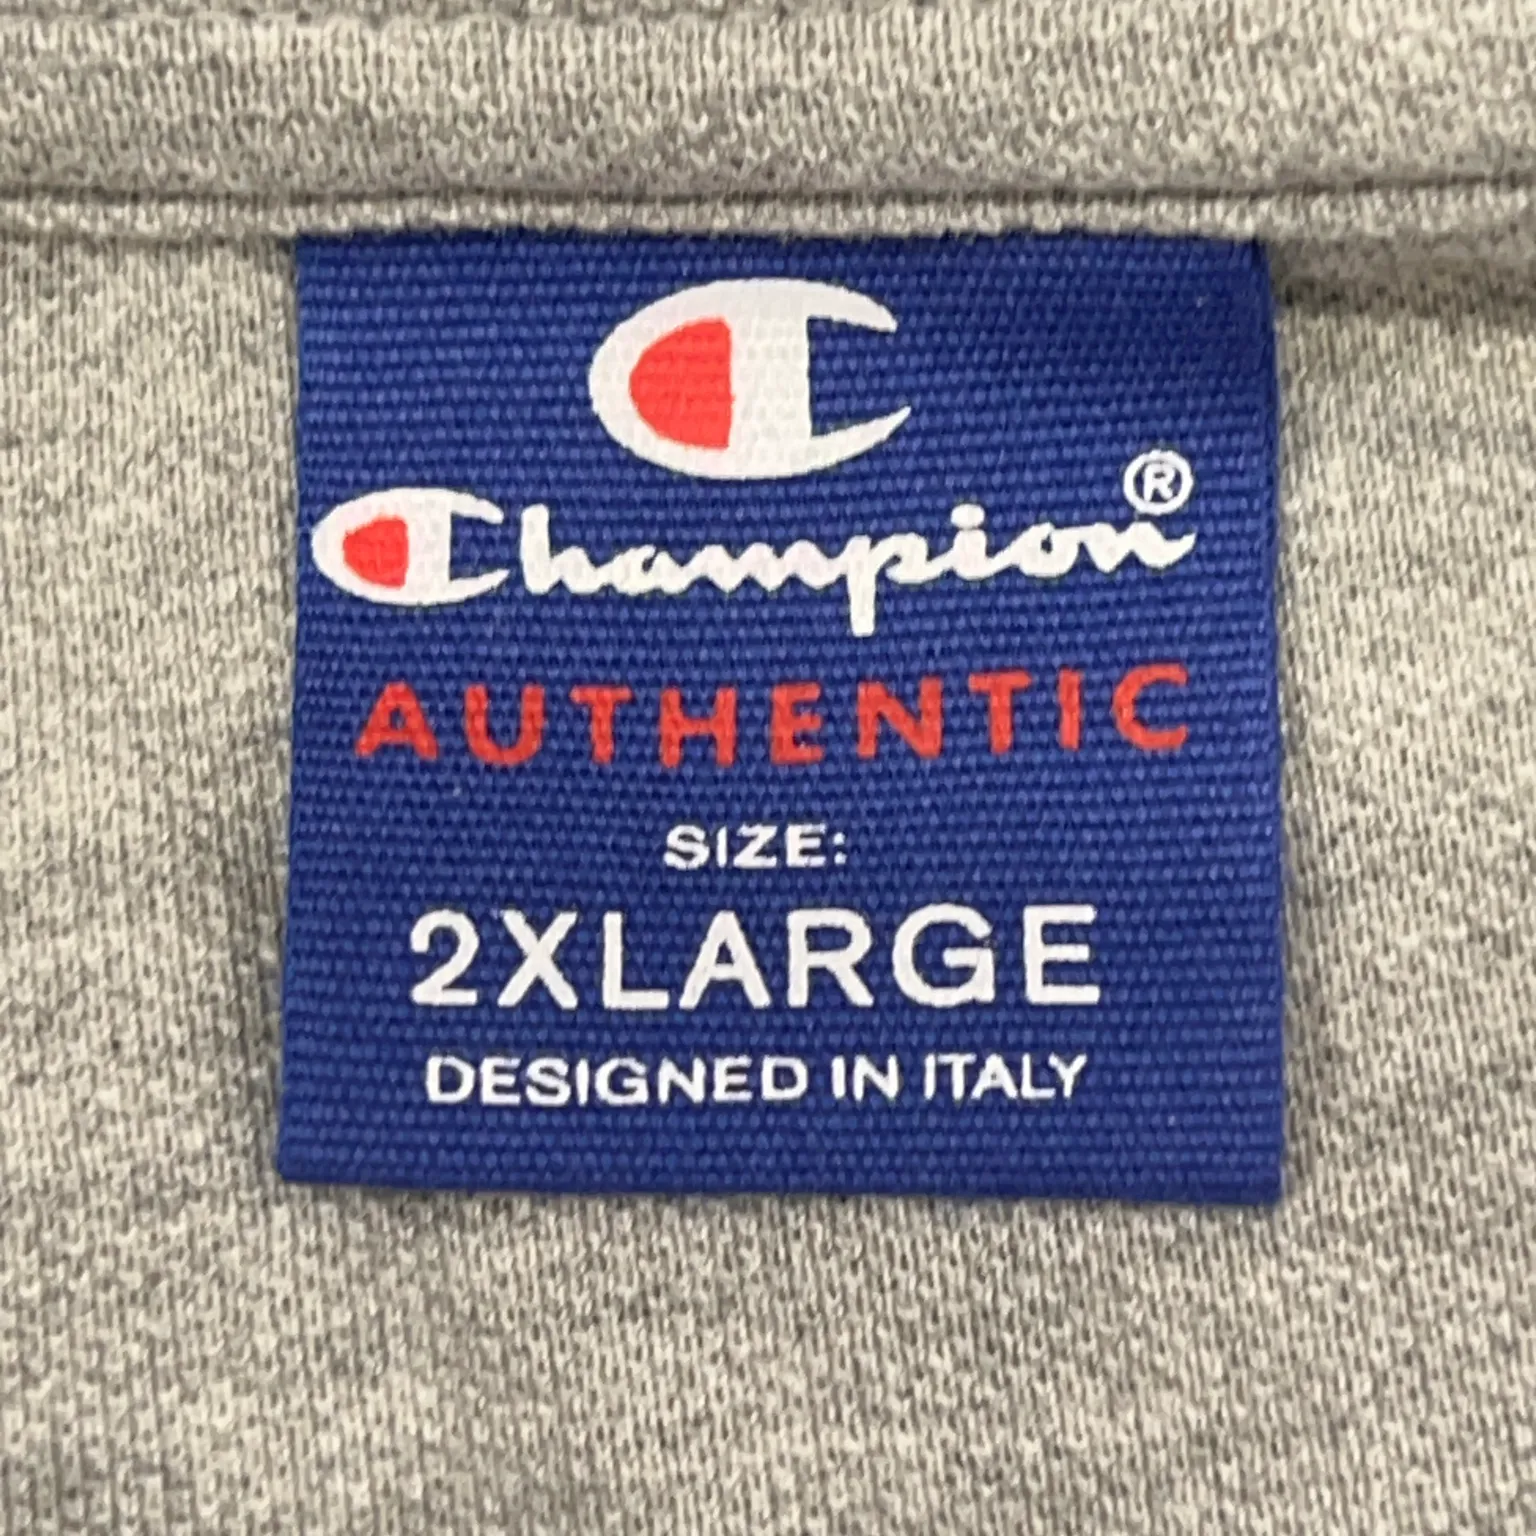 Champion®
AUTHENTIC
SIZE:
2XLARGE
DESIGNED IN ITALY